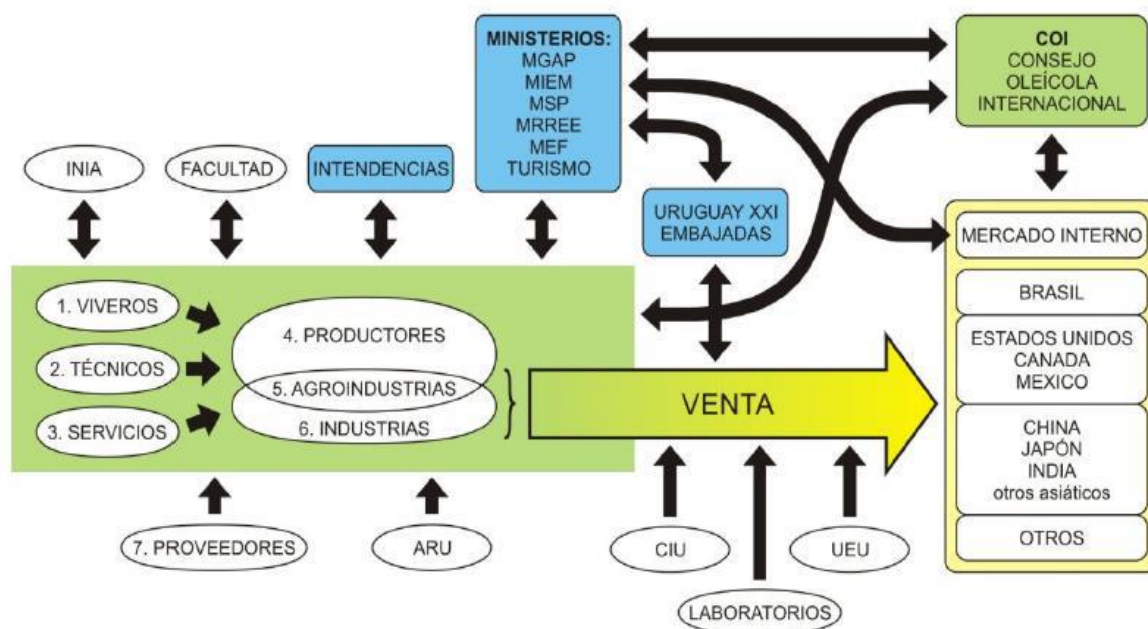 MINISTERIOS:
MGAP
MIEM
MSP
MRREE
MEF
TURISMO
COI
CONSEJO
OLEÍCOLA
INTERNACIONAL
INIA
FACULTAD
INTENDENCIAS
URUGUAY XXI
EMBAJADAS
MERCADO INTERNO
BRASIL
ESTADOS UNIDOS
CANADA
MEXICO
CHINA
JAPÓN
INDIA
otros asiáticos
OTROS
1. VIVEROS
2. TÉCNICOS
3. SERVICIOS
4. PRODUCTORES
5. AGROINDUSTRIAS
6. INDUSTRIAS
VENTA
7. PROVEEDORES
ARU
CIU
UEU
LABORATORIOS